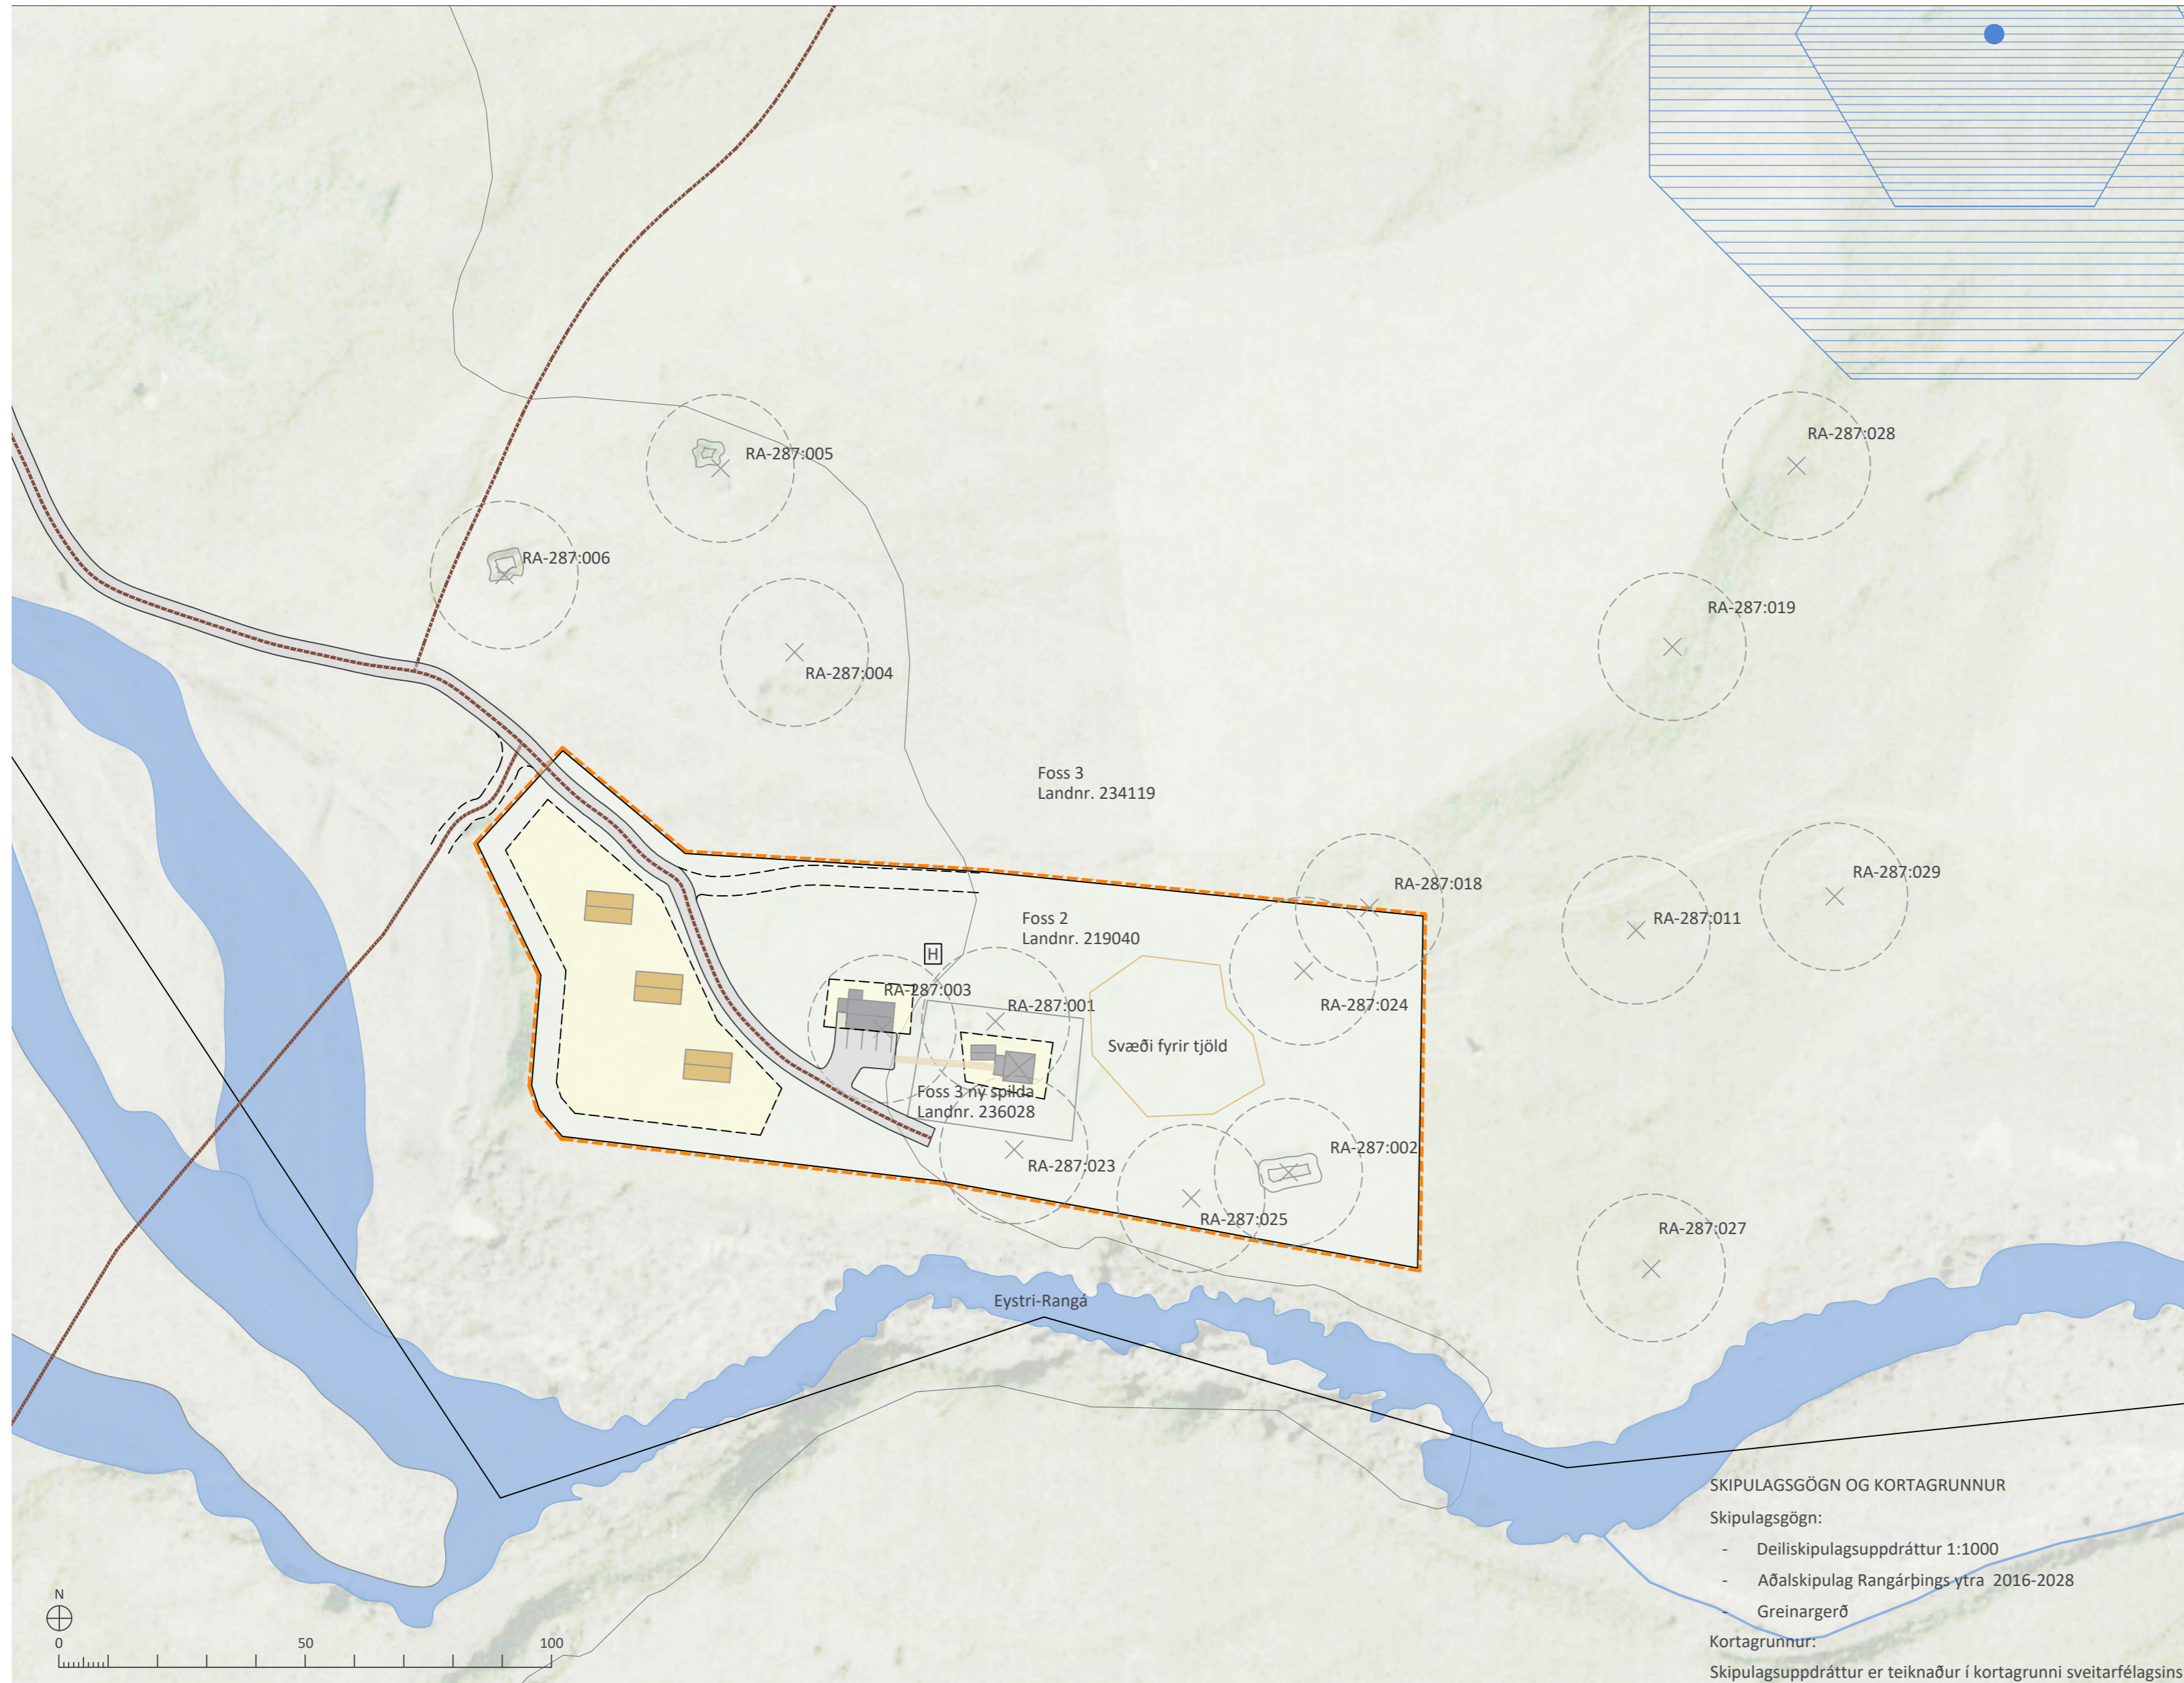 RA-287:028
RA-287:005
RA-287:006
RA-287:019
RA-287:004
Foss 3
Landnr. 234119
RA-287:029
RA-287:018
RA-287:011
Foss 2
Landnr. 219040
H
RA-287:003
RA-287:001
RA-287:024
Svæði fyrir tjöld
Foss 3 ný spilda
Landnr. 236028
RA-287:002
RA-287:023
RA-287:025
RA-287:027
Eystri-Rangá
SKIPULAGSGÖGN OG KORTAGRUNNUR
Skipulagsgögn:
- Deiliskipulagsuppdráttur 1:1000
- Aðalskipulag Rangárþings ytra 2016-2028
- Greinargerð
Kortagrunnur:
Skipulagsuppdráttur er teiknaður í kortagrunni sveitarfélagsins
N
0 50 100